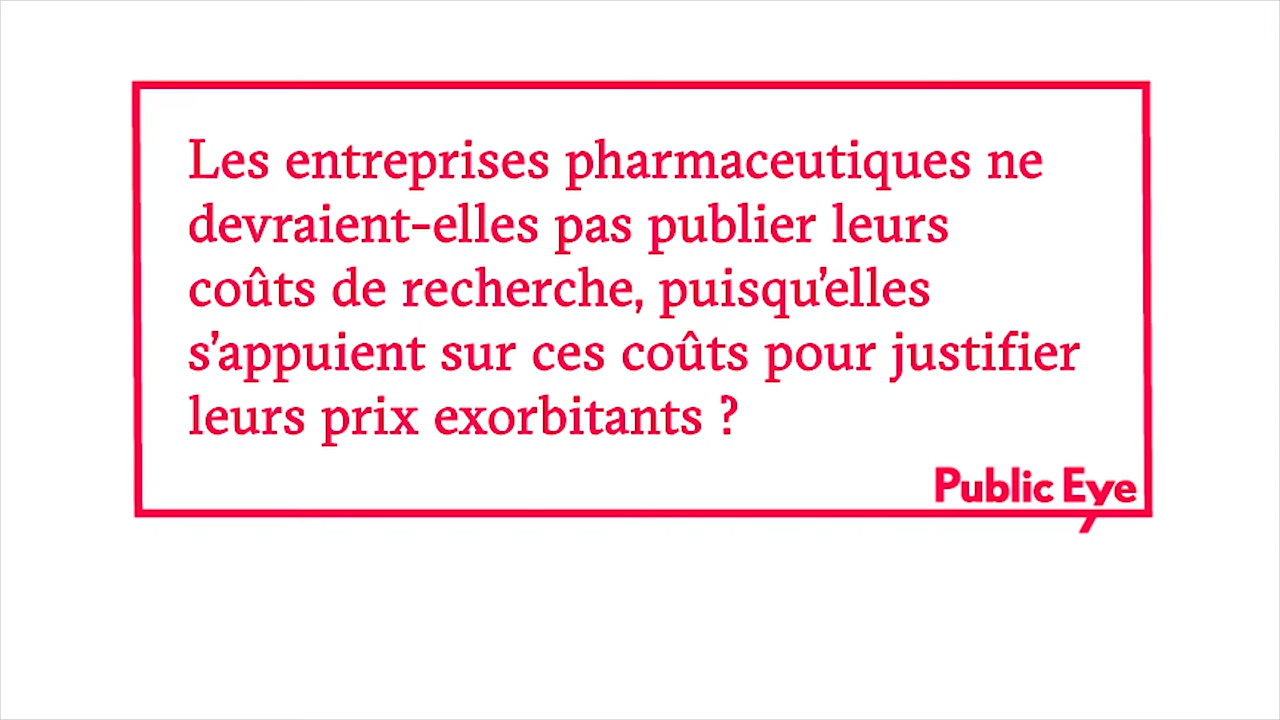 Les entreprises pharmaceutiques ne
devraient-elles pas publier leurs
coûts de recherche, puisqu’elles
s’appuient sur ces coûts pour justifier
leurs prix exorbitants ?
Public Eye